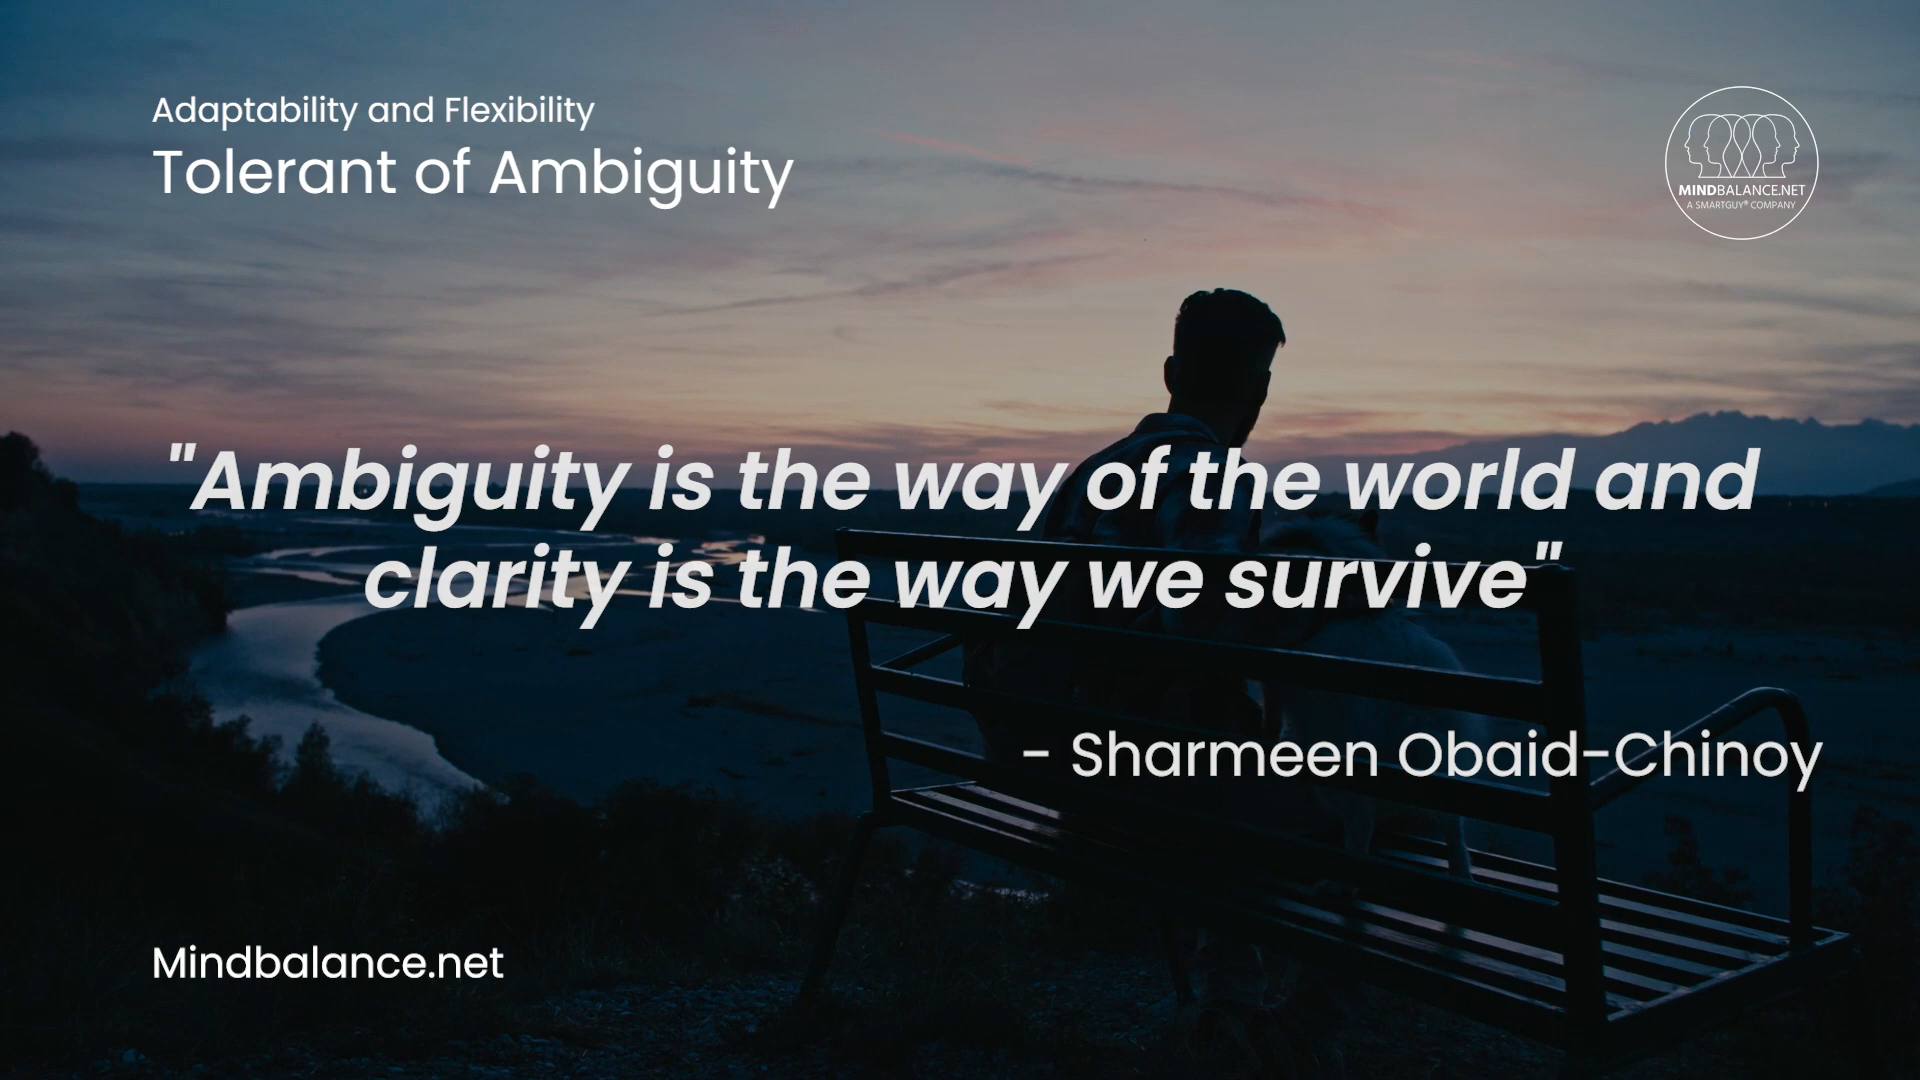 Adaptability and Flexibility
Tolerant of Ambiguity
MINDBALANCE.NET
A SMARTGUY® COMPANY
"Ambiguity is the way of the world and
clarity is the way we survive"
- Sharmeen Obaid-Chinoy
Mindbalance.net